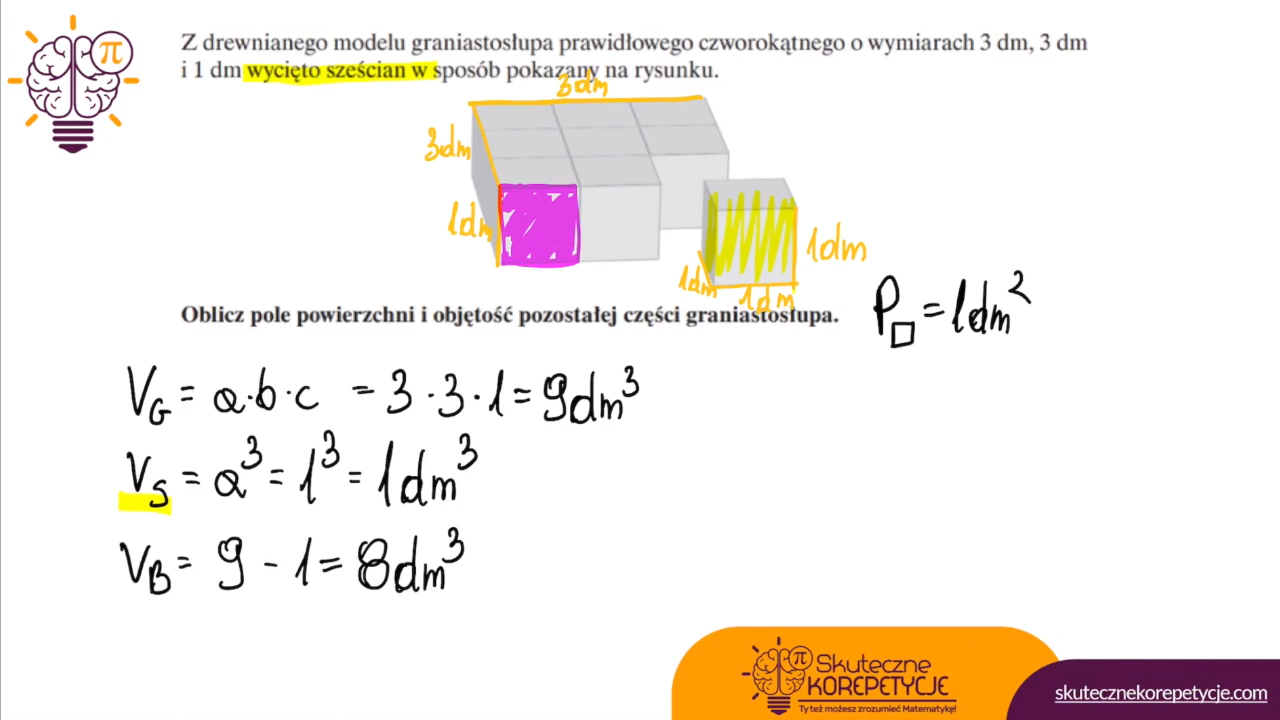 π
Z drewnianego modelu graniastosłupa prawidłowego czworokątnego o wymiarach 3 dm, 3 dm
i 1 dm wycięto sześcian w sposób pokazany na rysunku.
3dm
3dm
1dm
1dm
1dm
1dm
Oblicz pole powierzchni i objętość pozostałej części graniastosłupa.
P□ = 1dm²
V_G = a·b·c = 3·3·1 = 9dm³
V_S = a³ = 1³ = 1dm³
V_B = 9 - 1 = 8dm³
π
Skuteczne
KOREPETYCJE
Ty też możesz zrozumieć Matematykę!
skutecznekorepetycje.com